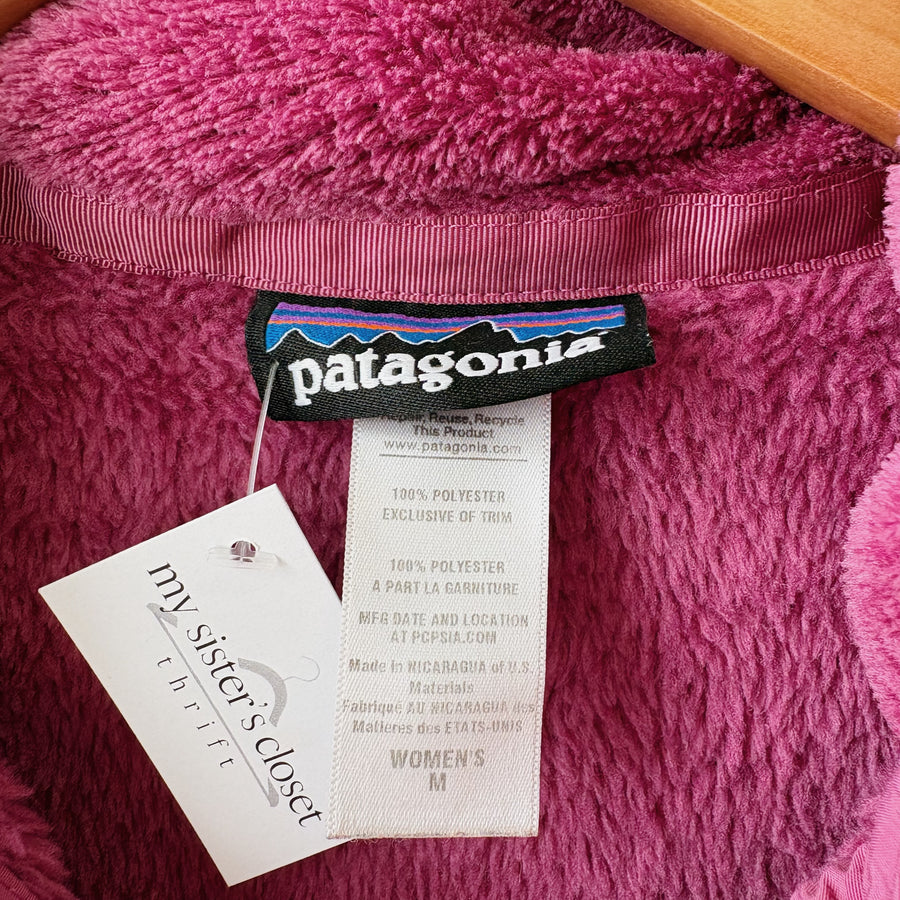 patagonia
Repair, Reuse, Recycle
This Product
www.patagonia.com
100% POLYESTER
EXCLUSIVE OF TRIM
100% POLYESTER
A PART LA GARNITURE
MFG DATE AND LOCATION
AT PCPSIA.COM
Made in NICARAGUA of U.S.
Materials
Fabriqué AU NICARAGUA des
Matieres des ETATS-UNIS
WOMEN'S
M
my sister's closet
thrift